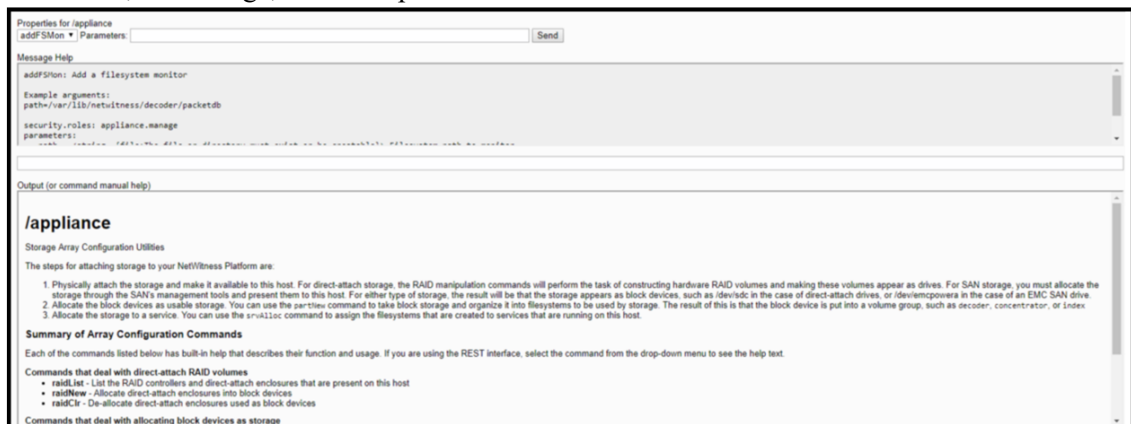 Properties for /appliance
addFSMon Parameters: Send
Message Help
addFSMon: Add a filesystem monitor
Example arguments:
path=/var/lib/netwitness/decoder/packetdb
security.roles: appliance.manage
parameters:
Output (or command manual help)
/appliance
Storage Array Configuration Utilities
The steps for attaching storage to your NetWitness Platform are:
1. Physically attach the storage and make it available to this host. For direct-attach storage, the RAID manipulation commands will perform the task of constructing hardware RAID volumes and making these volumes appear as drives. For SAN storage, you must allocate the
storage through the SAN's management tools and present them to this host. For either type of storage, the result will be that the storage appears as block devices, such as /dev/sdc in the case of direct-attach drives, or /dev/emcpowera in the case of an EMC SAN drive.
2. Allocate the block devices as usable storage. You can use the partNew command to take block storage and organize it into filesystems to be used by storage. The result of this is that the block device is put into a volume group, such as decoder, concentrator, or index
3. Allocate the storage to a service. You can use the srvAlloc command to assign the filesystems that are created to services that are running on this host.
Summary of Array Configuration Commands
Each of the commands listed below has built-in help that describes their function and usage. If you are using the REST interface, select the command from the drop-down menu to see the help text.
Commands that deal with direct-attach RAID volumes
• raidList - List the RAID controllers and direct-attach enclosures that are present on this host
• raidNew - Allocate direct-attach enclosures into block devices
• raidClr - De-allocate direct-attach enclosures used as block devices
Commands that deal with allocating block devices as storage